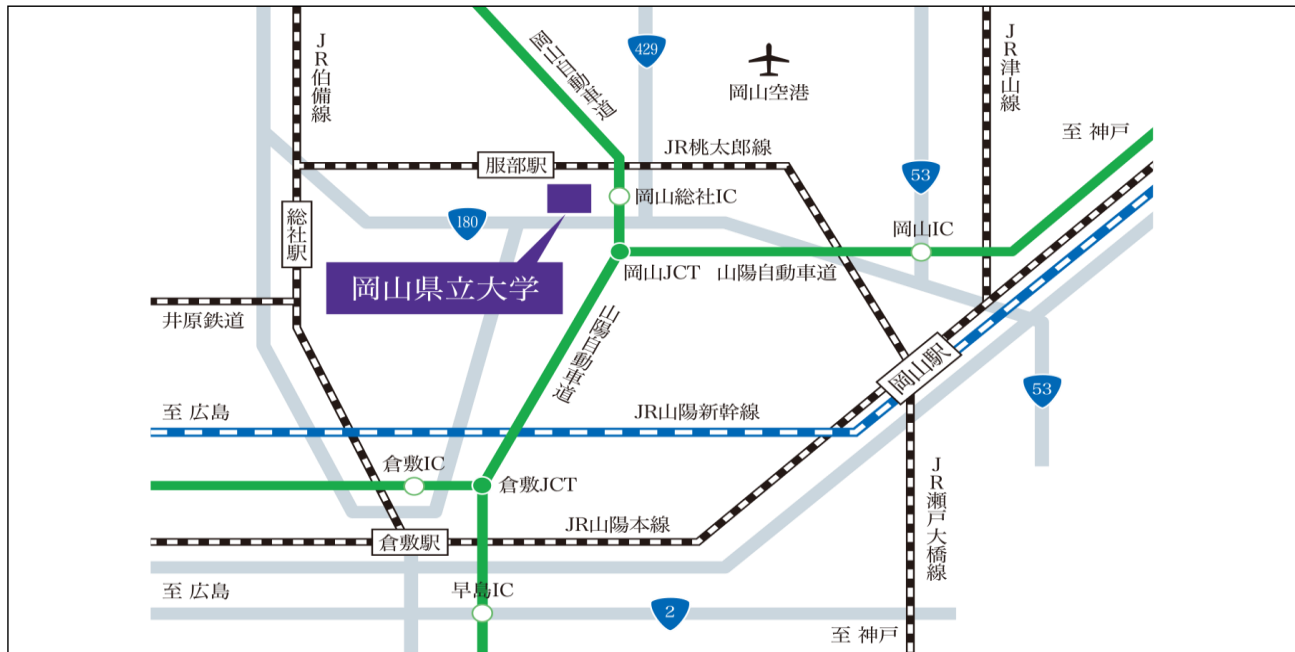 JR伯備線
岡山自動車道
429
岡山空港
JR津山線
至 神戸
服部駅
JR桃太郎線
岡山総社IC
53
総社駅
180
岡山IC
岡山県立大学
岡山JCT
山陽自動車道
井原鉄道
山陽自動車道
岡山駅
53
至 広島
JR山陽新幹線
倉敷IC
倉敷JCT
JR瀬戸大橋線
JR山陽本線
倉敷駅
至 広島
早島IC
2
至 神戸